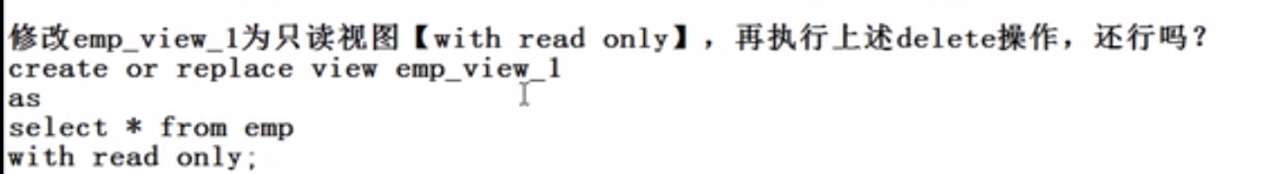 修改emp_view_1为只读视图【with read only】，再执行上述delete操作，还行吗？
create or replace view emp_view_1
as
select * from emp
with read only;